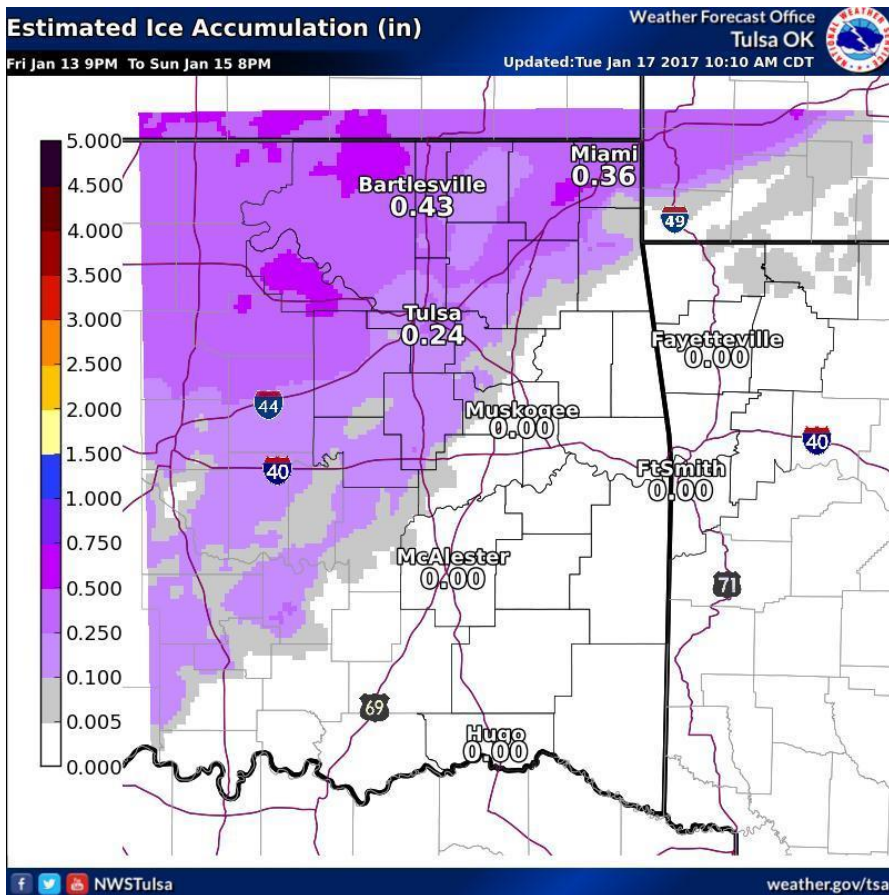 Estimated Ice Accumulation (in)
Weather Forecast Office
Tulsa OK
Fri Jan 13 9PM To Sun Jan 15 8PM
Updated:Tue Jan 17 2017 10:10 AM CDT
NATIONAL WEATHER SERVICE
5.000
4.500
4.000
3.500
3.000
2.500
2.000
1.500
1.000
0.750
0.500
0.250
0.100
0.005
0.000
Miami
0.36
Bartlesville
0.43
49
Tulsa
0.24
Fayetteville
0.00
44
Muskogee
0.00
40
40
FtSmith
0.00
McAlester
0.00
71
69
Hugo
0.00
NWSTulsa
weather.gov/tsa